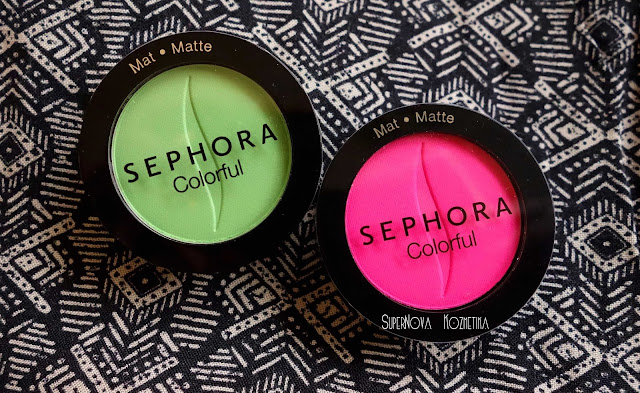 Mat • Matte
SEPHORA
Colorful
Mat • Matte
SEPHORA
Colorful
SuperNova Kozmetika